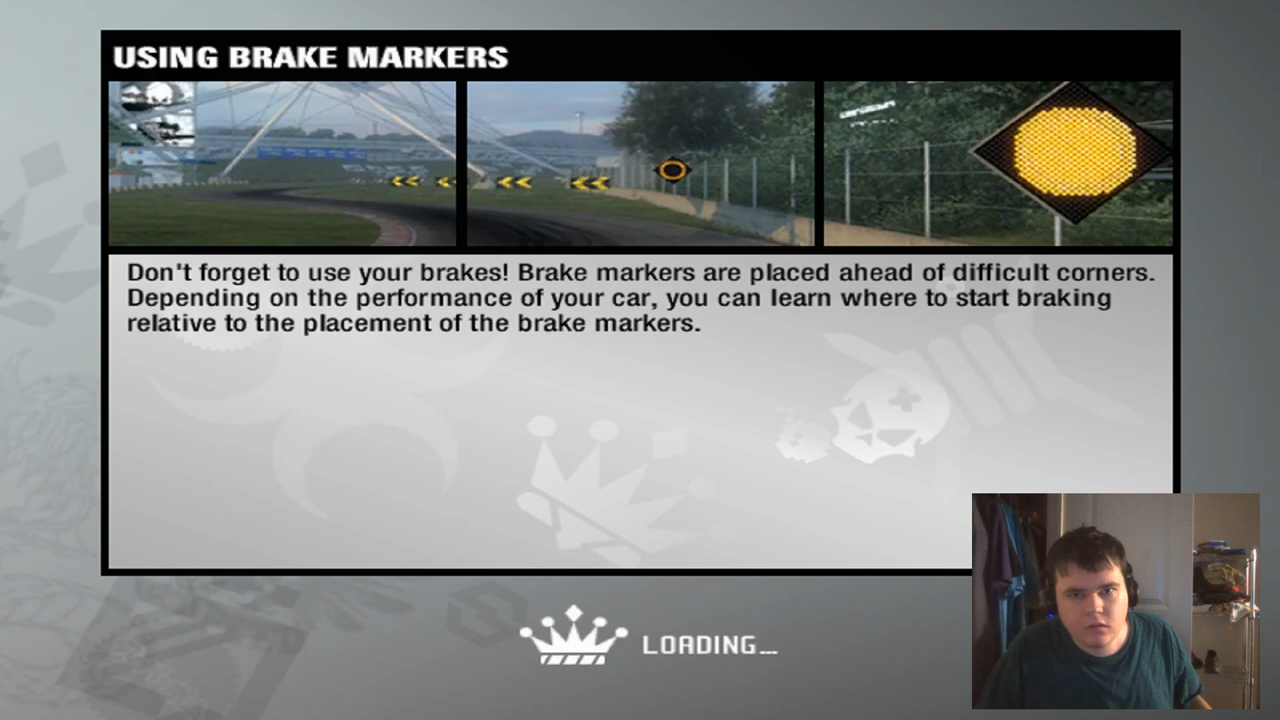 USING BRAKE MARKERS
Don't forget to use your brakes! Brake markers are placed ahead of difficult corners.
Depending on the performance of your car, you can learn where to start braking
relative to the placement of the brake markers.
LOADING...